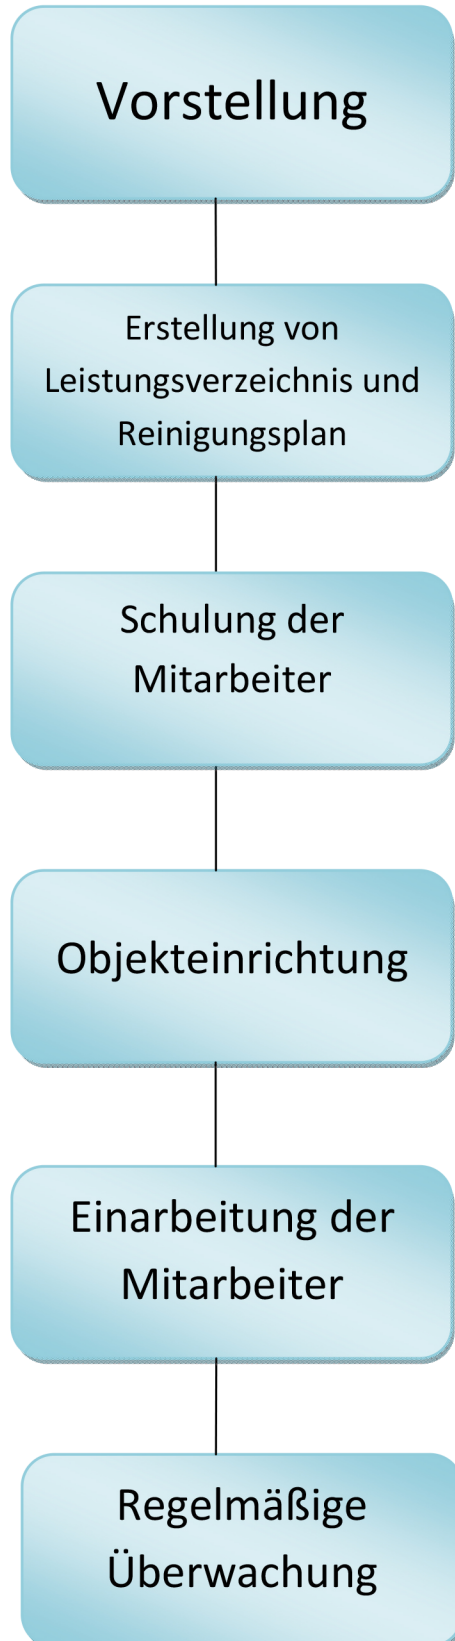 Vorstellung
Erstellung von
Leistungsverzeichnis und
Reinigungsplan
Schulung der
Mitarbeiter
Objekteinrichtung
Einarbeitung der
Mitarbeiter
Regelmäßige
Überwachung